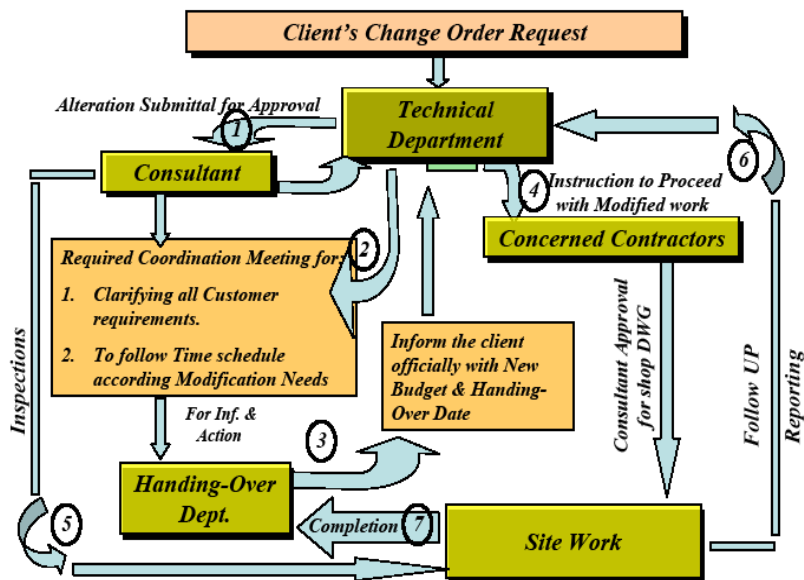 Client's Change Order Request
Alteration Submittal for Approval
1
Technical
Department
6
Consultant
4
Instruction to Proceed
with Modified work
Concerned Contractors
2
Required Coordination Meeting for:
1. Clarifying all Customer
requirements.
2. To follow Time schedule
according Modification Needs
Inform the client
officially with New
Budget & Handing-
Over Date
Inspections
Consultant Approval
for shop DWG
Follow UP
Reporting
For Inf. &
Action
3
Handing-Over
Dept.
5
Completion
7
Site Work